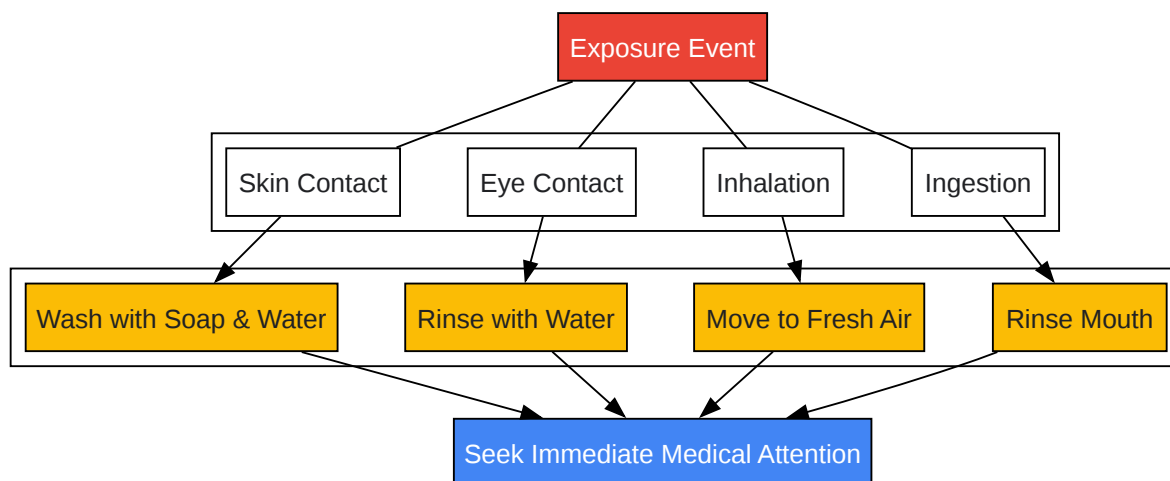 Exposure Event
Skin Contact
Eye Contact
Inhalation
Ingestion
Wash with Soap & Water
Rinse with Water
Move to Fresh Air
Rinse Mouth
Seek Immediate Medical Attention